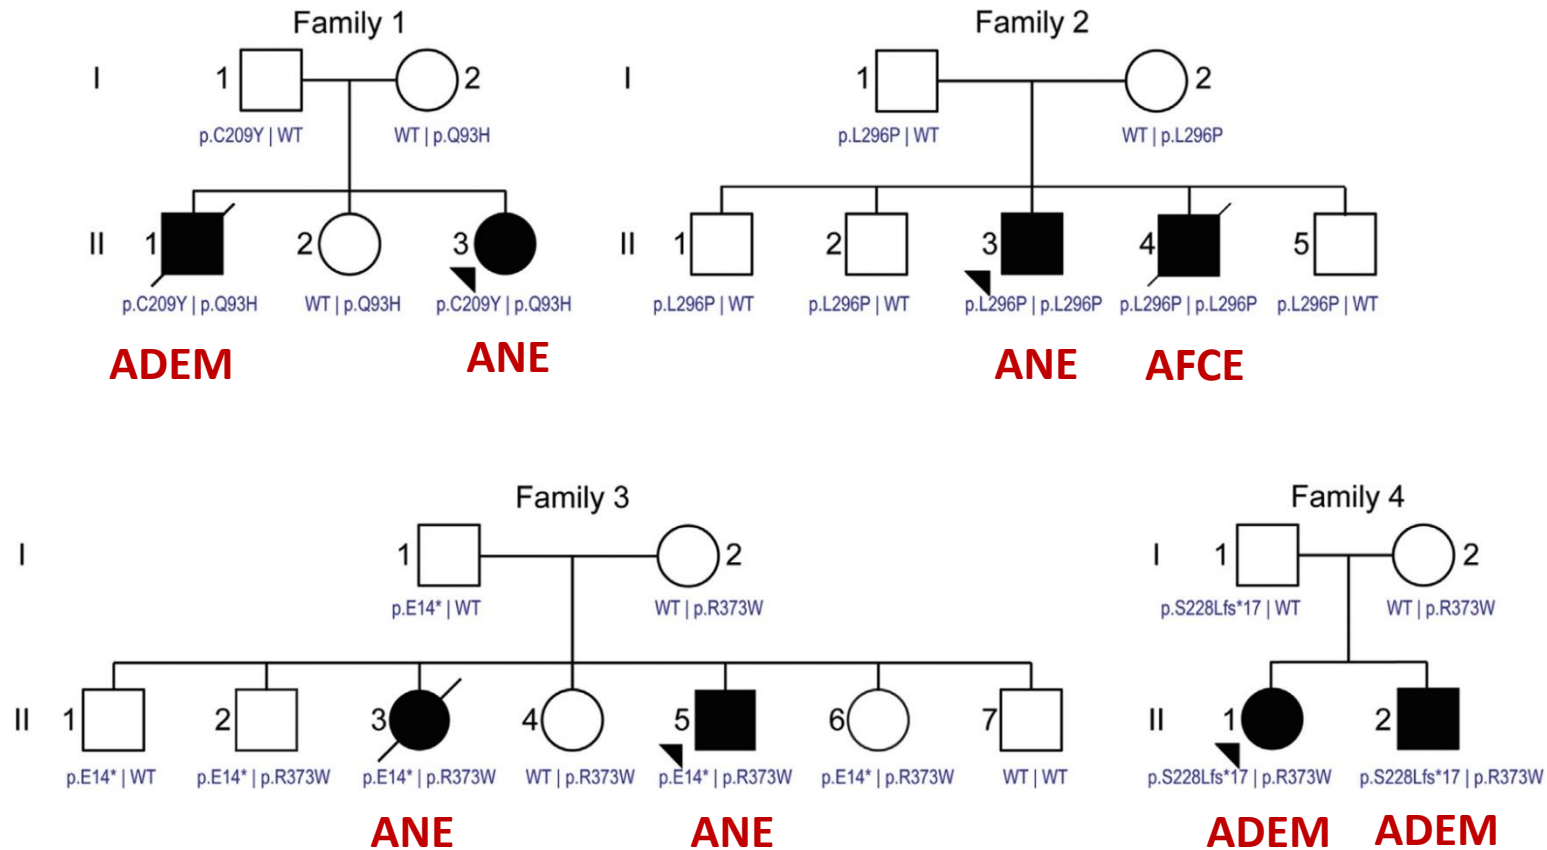 Family 1
I
1
2
p.C209Y | WT
WT | p.Q93H
II
1
2
3
p.C209Y | p.Q93H
WT | p.Q93H
p.C209Y | p.Q93H
ADEM
ANE
Family 2
I
1
2
p.L296P | WT
WT | p.L296P
II
1
2
3
4
5
p.L296P | WT
p.L296P | WT
p.L296P | p.L296P
p.L296P | p.L296P
p.L296P | WT
ANE
AFCE
Family 3
I
1
2
p.E14* | WT
WT | p.R373W
II
1
2
3
4
5
6
7
p.E14* | WT
p.E14* | p.R373W
p.E14* | p.R373W
WT | p.R373W
p.E14* | p.R373W
p.E14* | p.R373W
WT | WT
ANE
ANE
Family 4
I
1
2
p.S228Lfs*17 | WT
WT | p.R373W
II
1
2
p.S228Lfs*17 | p.R373W
p.S228Lfs*17 | p.R373W
ADEM
ADEM